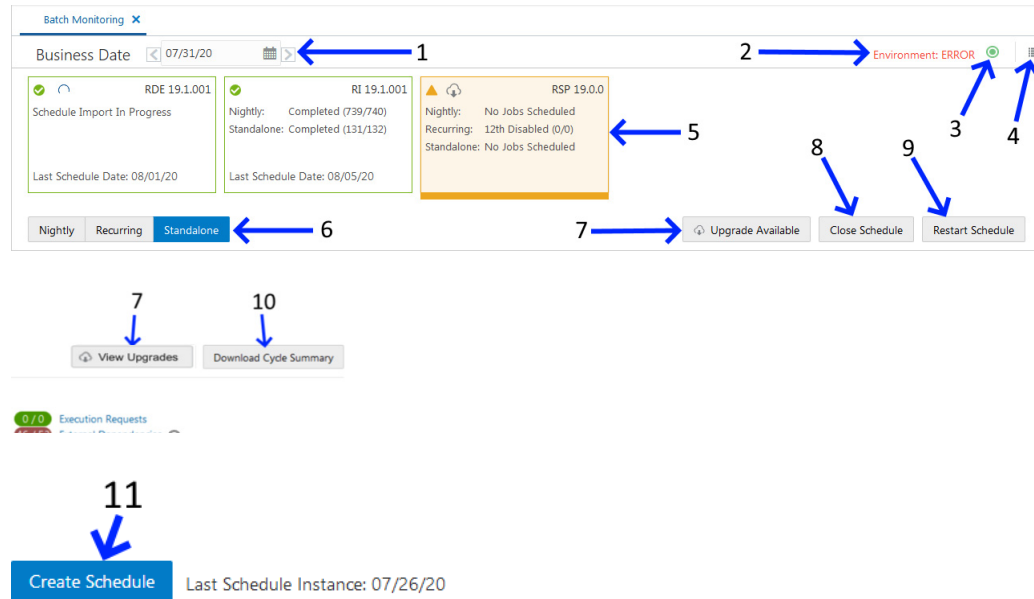 Batch Monitoring
Business Date 07/31/20 1 2 Environment: ERROR
RDE 19.1.001
Schedule Import In Progress
Last Schedule Date: 08/01/20
RI 19.1.001
Nightly: Completed (739/740)
Standalone: Completed (131/132)
Last Schedule Date: 08/05/20
RSP 19.0.0
Nightly: No Jobs Scheduled
Recurring: 12th Disabled (0/0)
Standalone: No Jobs Scheduled
5
3
4
8
9
Nightly Recurring Standalone 6 7 Upgrade Available Close Schedule Restart Schedule
7 10
View Upgrades Download Cycle Summary
0 / 0 Execution Requests
11
Create Schedule Last Schedule Instance: 07/26/20